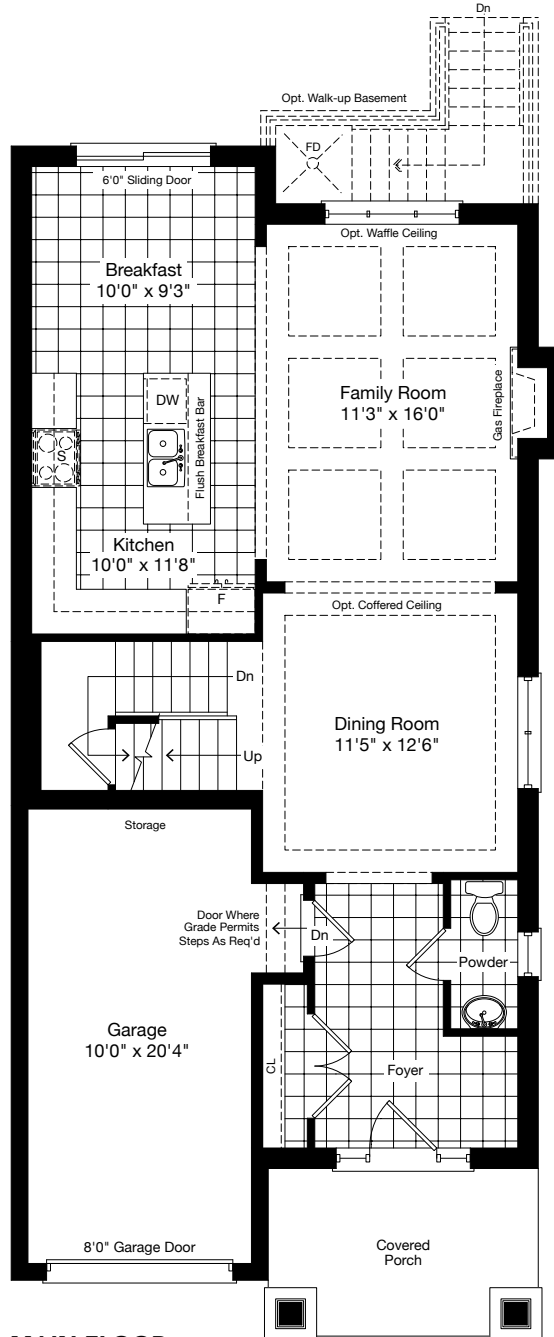 Dn
Opt. Walk-up Basement
FD
6'0" Sliding Door
Opt. Waffle Ceiling
Breakfast
10'0" x 9'3"
Family Room
11'3" x 16'0"
Gas Fireplace
DW
Flush Breakfast Bar
S
Kitchen
10'0" x 11'8"
F
Opt. Coffered Ceiling
Dn
Up
Dining Room
11'5" x 12'6"
Storage
Door Where
Grade Permits
Steps As Req'd
Dn
Powder
Garage
10'0" x 20'4"
CL
Foyer
8'0" Garage Door
Covered
Porch
MAIN FLOOR